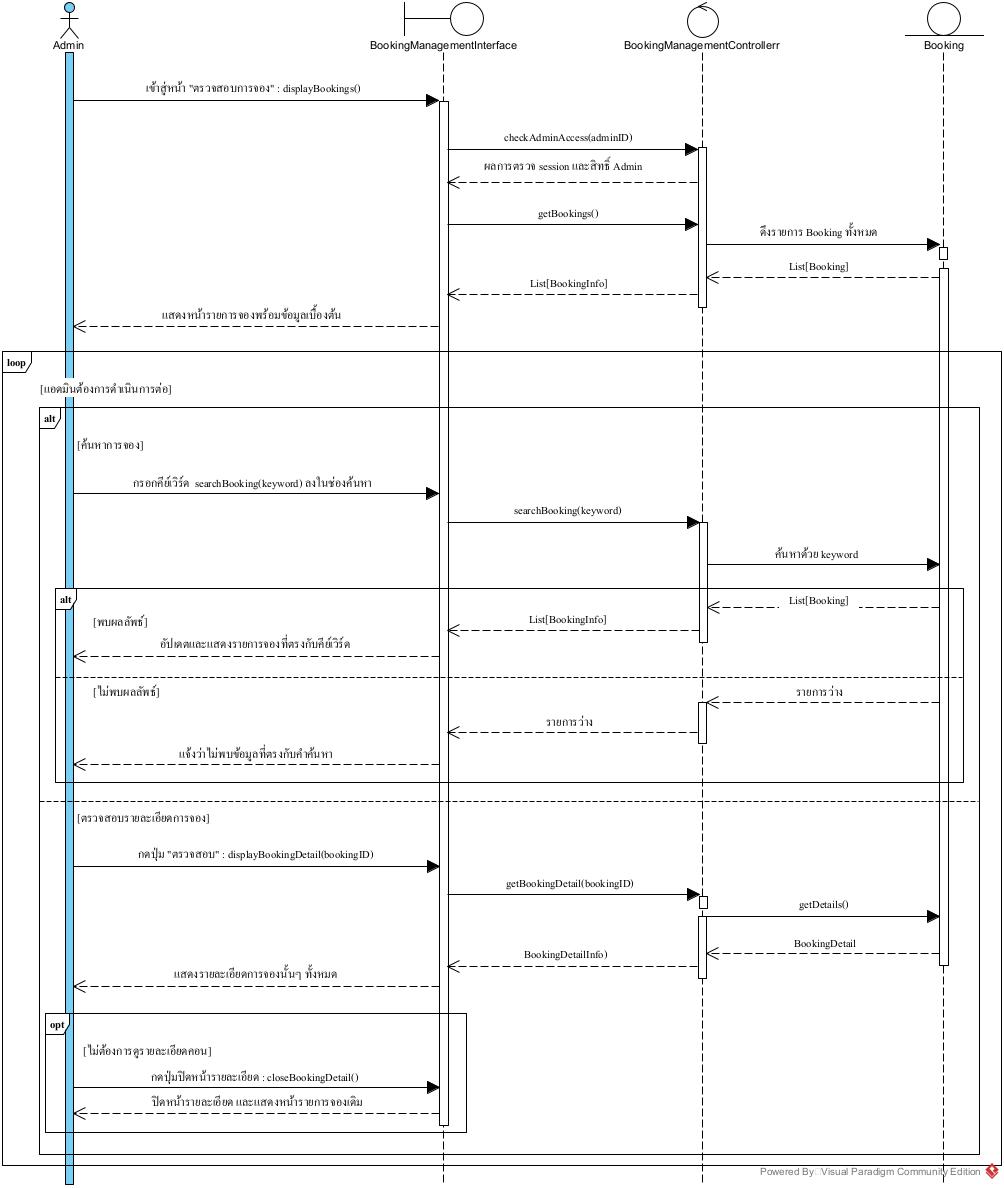 Admin
BookingManagementInterface
BookingManagementControllerr
Booking
เข้าสู่หน้า "ตรวจสอบการจอง" : displayBookings()
checkAdminAccess(adminID)
ผลการตรวจ session และสิทธิ์ Admin
getBookings()
ดึงรายการ Booking ทั้งหมด
List[Booking]
List[BookingInfo]
แสดงหน้ารายการจองพร้อมข้อมูลเบื้องต้น
loop
[แอดมินต้องการดำเนินการต่อ]
alt
[ค้นหาการจอง]
กรอกคีย์เวิร์ด searchBooking(keyword) ลงในช่องค้นหา
searchBooking(keyword)
ค้นหาด้วย keyword
alt
List[Booking]
[พบผลลัพธ์]
List[BookingInfo]
อัปเดตและแสดงรายการจองที่ตรงกับคีย์เวิร์ด
[ไม่พบผลลัพธ์]
รายการว่าง
รายการว่าง
แจ้งว่าไม่พบข้อมูลที่ตรงกับคำค้นหา
[ตรวจสอบรายละเอียดการจอง]
กดปุ่ม "ตรวจสอบ" : displayBookingDetail(bookingID)
getBookingDetail(bookingID)
getDetails()
BookingDetail
BookingDetailInfo)
แสดงรายละเอียดการจองนั้นๆ ทั้งหมด
opt
[ไม่ต้องการดูรายละเอียดคอน]
กดปุ่มปิดหน้ารายละเอียด : closeBookingDetail()
ปิดหน้ารายละเอียด และแสดงหน้ารายการจองเดิม
Powered By Visual Paradigm Community Edition